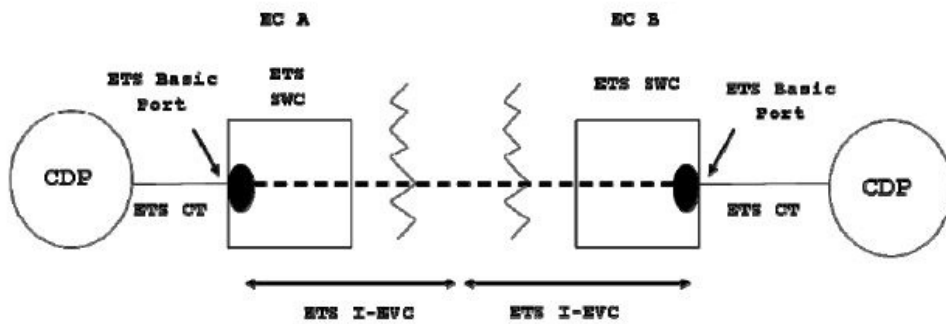 EC A
EC B
ETS Basic
Port
ETS
SWC
ETS SWC
ETS Basic
Port
CDP
ETS CT
ETS CT
CDP
ETS I-EVC
ETS I-EVC